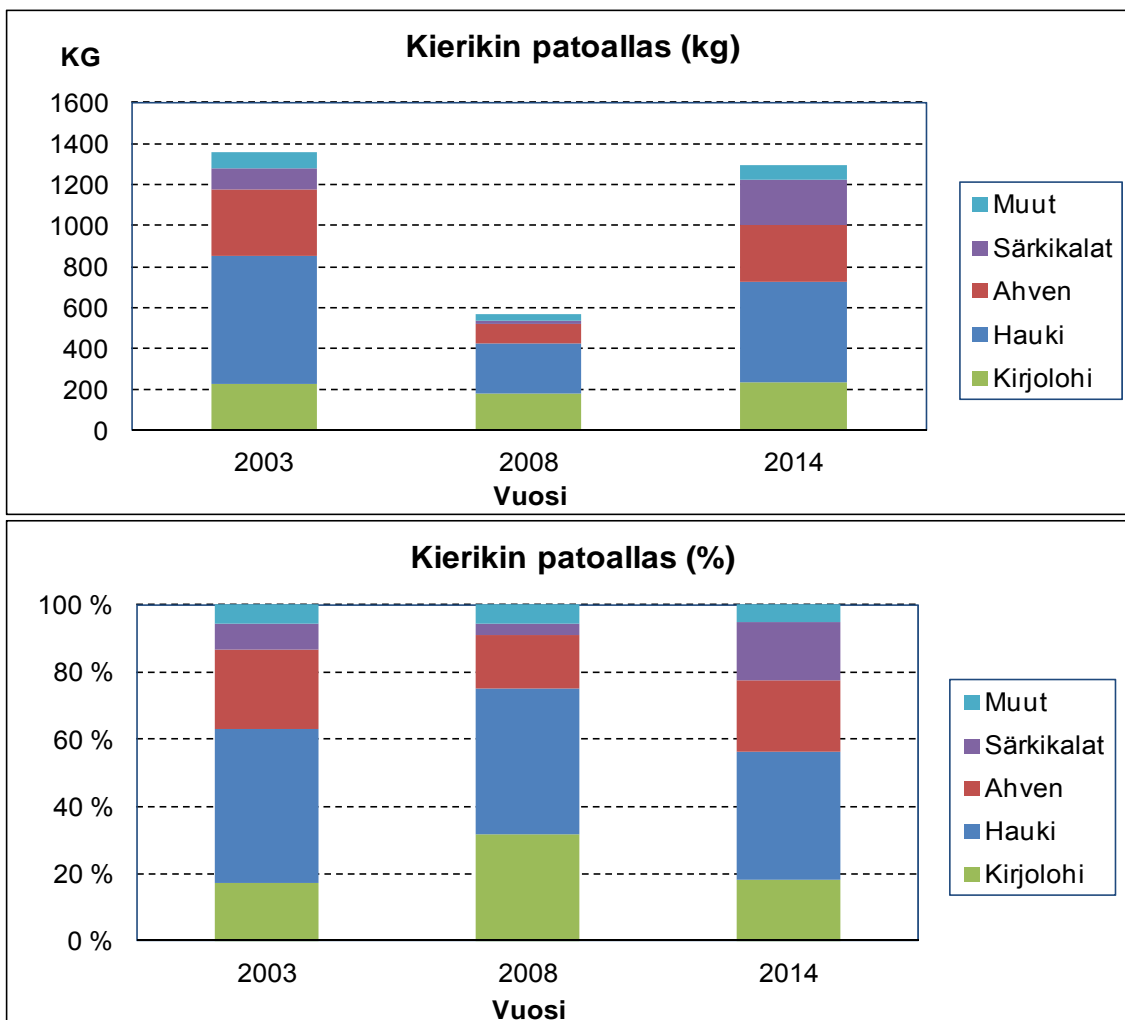 Kierikin patoallas (kg)
KG
1600
1400
1200
1000
800
600
400
200
0
2003 2008 2014
Vuosi
Muut
Särkikalat
Ahven
Hauki
Kirjolohi
Kierikin patoallas (%)
100 %
80 %
60 %
40 %
20 %
0 %
2003 2008 2014
Vuosi
Muut
Särkikalat
Ahven
Hauki
Kirjolohi